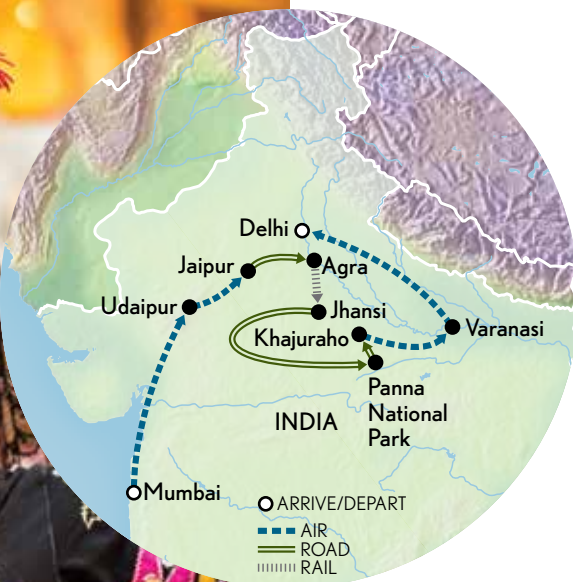 Delhi
Jaipur
Agra
Udaipur
Jhansi
Khajuraho
Varanasi
Panna
National
Park
INDIA
Mumbai
ARRIVE/DEPART
AIR
ROAD
RAIL